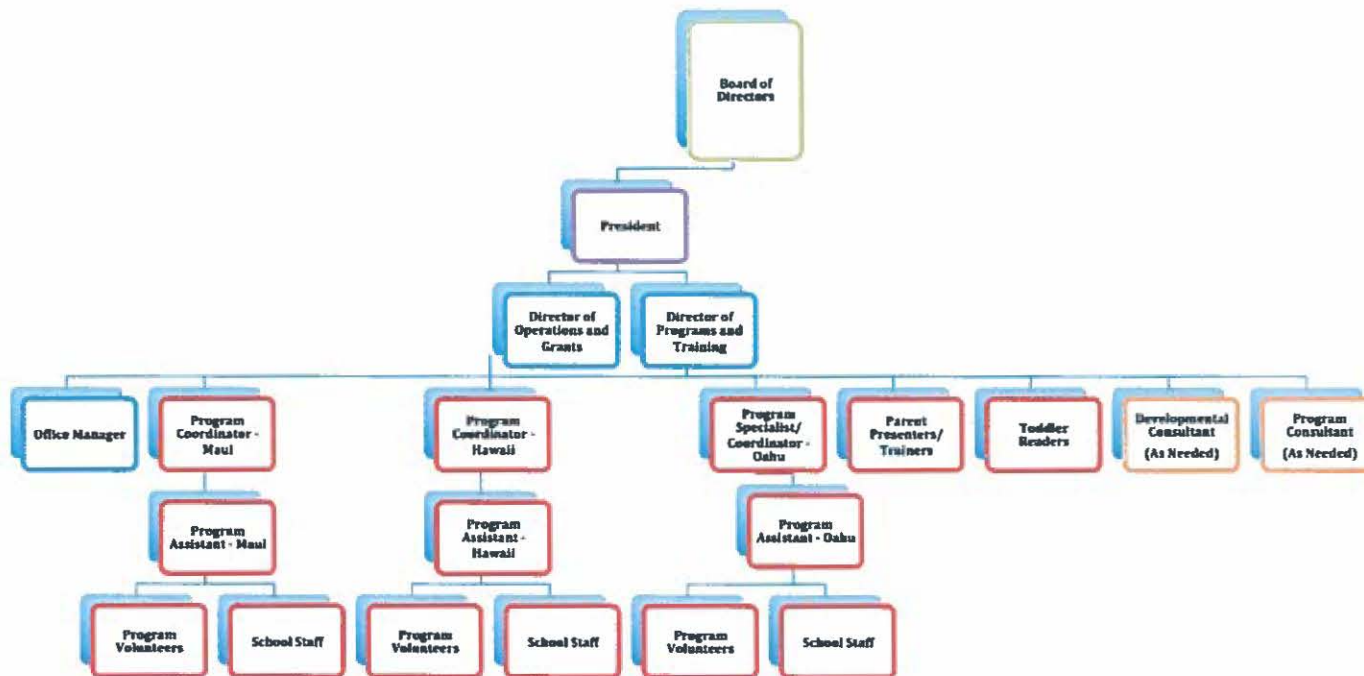 Board of
Directors
President
Director of
Operations and
Grants
Director of
Programs and
Training
Office Manager
Program
Coordinator -
Maui
Program
Coordinator -
Hawaii
Program
Specialist/
Coordinator -
Oahu
Parent
Presenters/
Trainers
Toddler
Readers
Developmental
Consultant
(As Needed)
Program
Consultant
(As Needed)
Program
Assistant - Maui
Program
Assistant -
Hawaii
Program
Assistant - Oahu
Program
Volunteers
School Staff
Program
Volunteers
School Staff
Program
Volunteers
School Staff